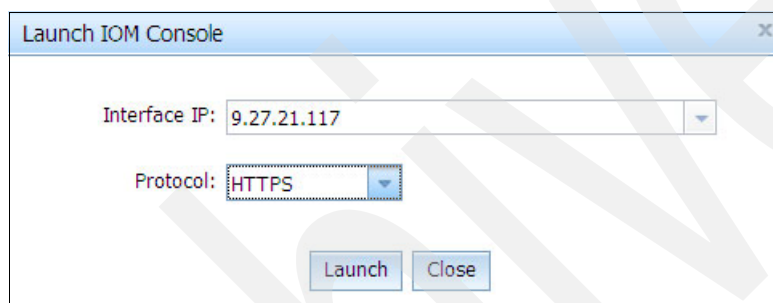 Launch IOM Console
Interface IP: 9.27.21.117
Protocol: HTTPS
Launch Close